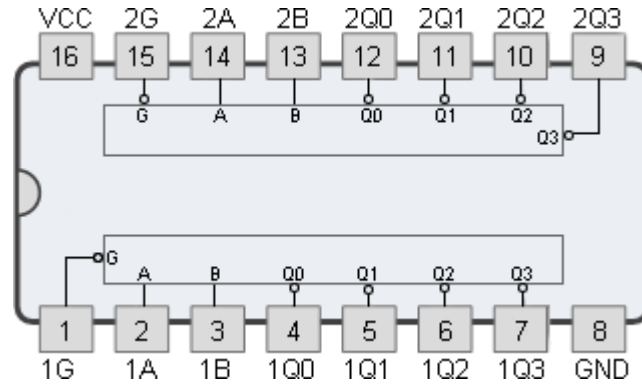 VCC 2G 2A 2B 2Q0 2Q1 2Q2 2Q3
16 15 14 13 12 11 10 9
G A B Q0 Q1 Q2
Q3
G
A B Q0 Q1 Q2 Q3
1 2 3 4 5 6 7 8
1G 1A 1B 1Q0 1Q1 1Q2 1Q3 GND